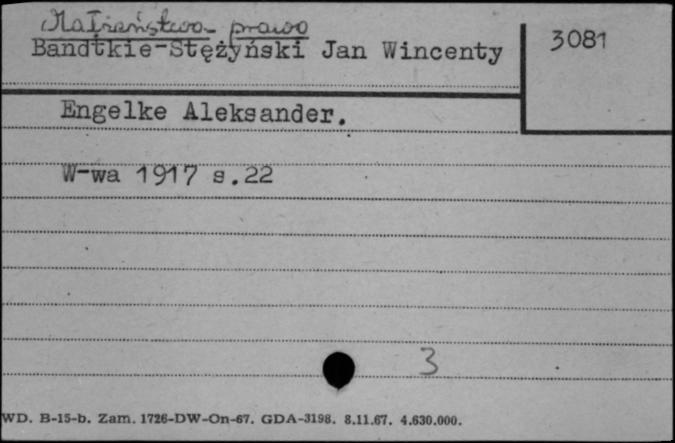 Małżeństwa - prawo
Bandtkie-Stężyński Jan Wincenty
3081
Engelke Aleksander.
W-wa 1917 s.22
3
WD. B-15-b. Zam. 1726-DW-On-67. GDA-3198. 8.11.67. 4.630.000.